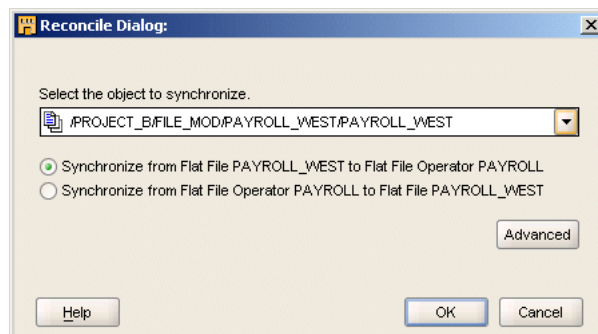 Reconcile Dialog:
Select the object to synchronize.
/PROJECT_B/FILE_MOD/PAYROLL_WEST/PAYROLL_WEST
Synchronize from Flat File PAYROLL_WEST to Flat File Operator PAYROLL
Synchronize from Flat File Operator PAYROLL to Flat File PAYROLL_WEST
Advanced
Help OK Cancel